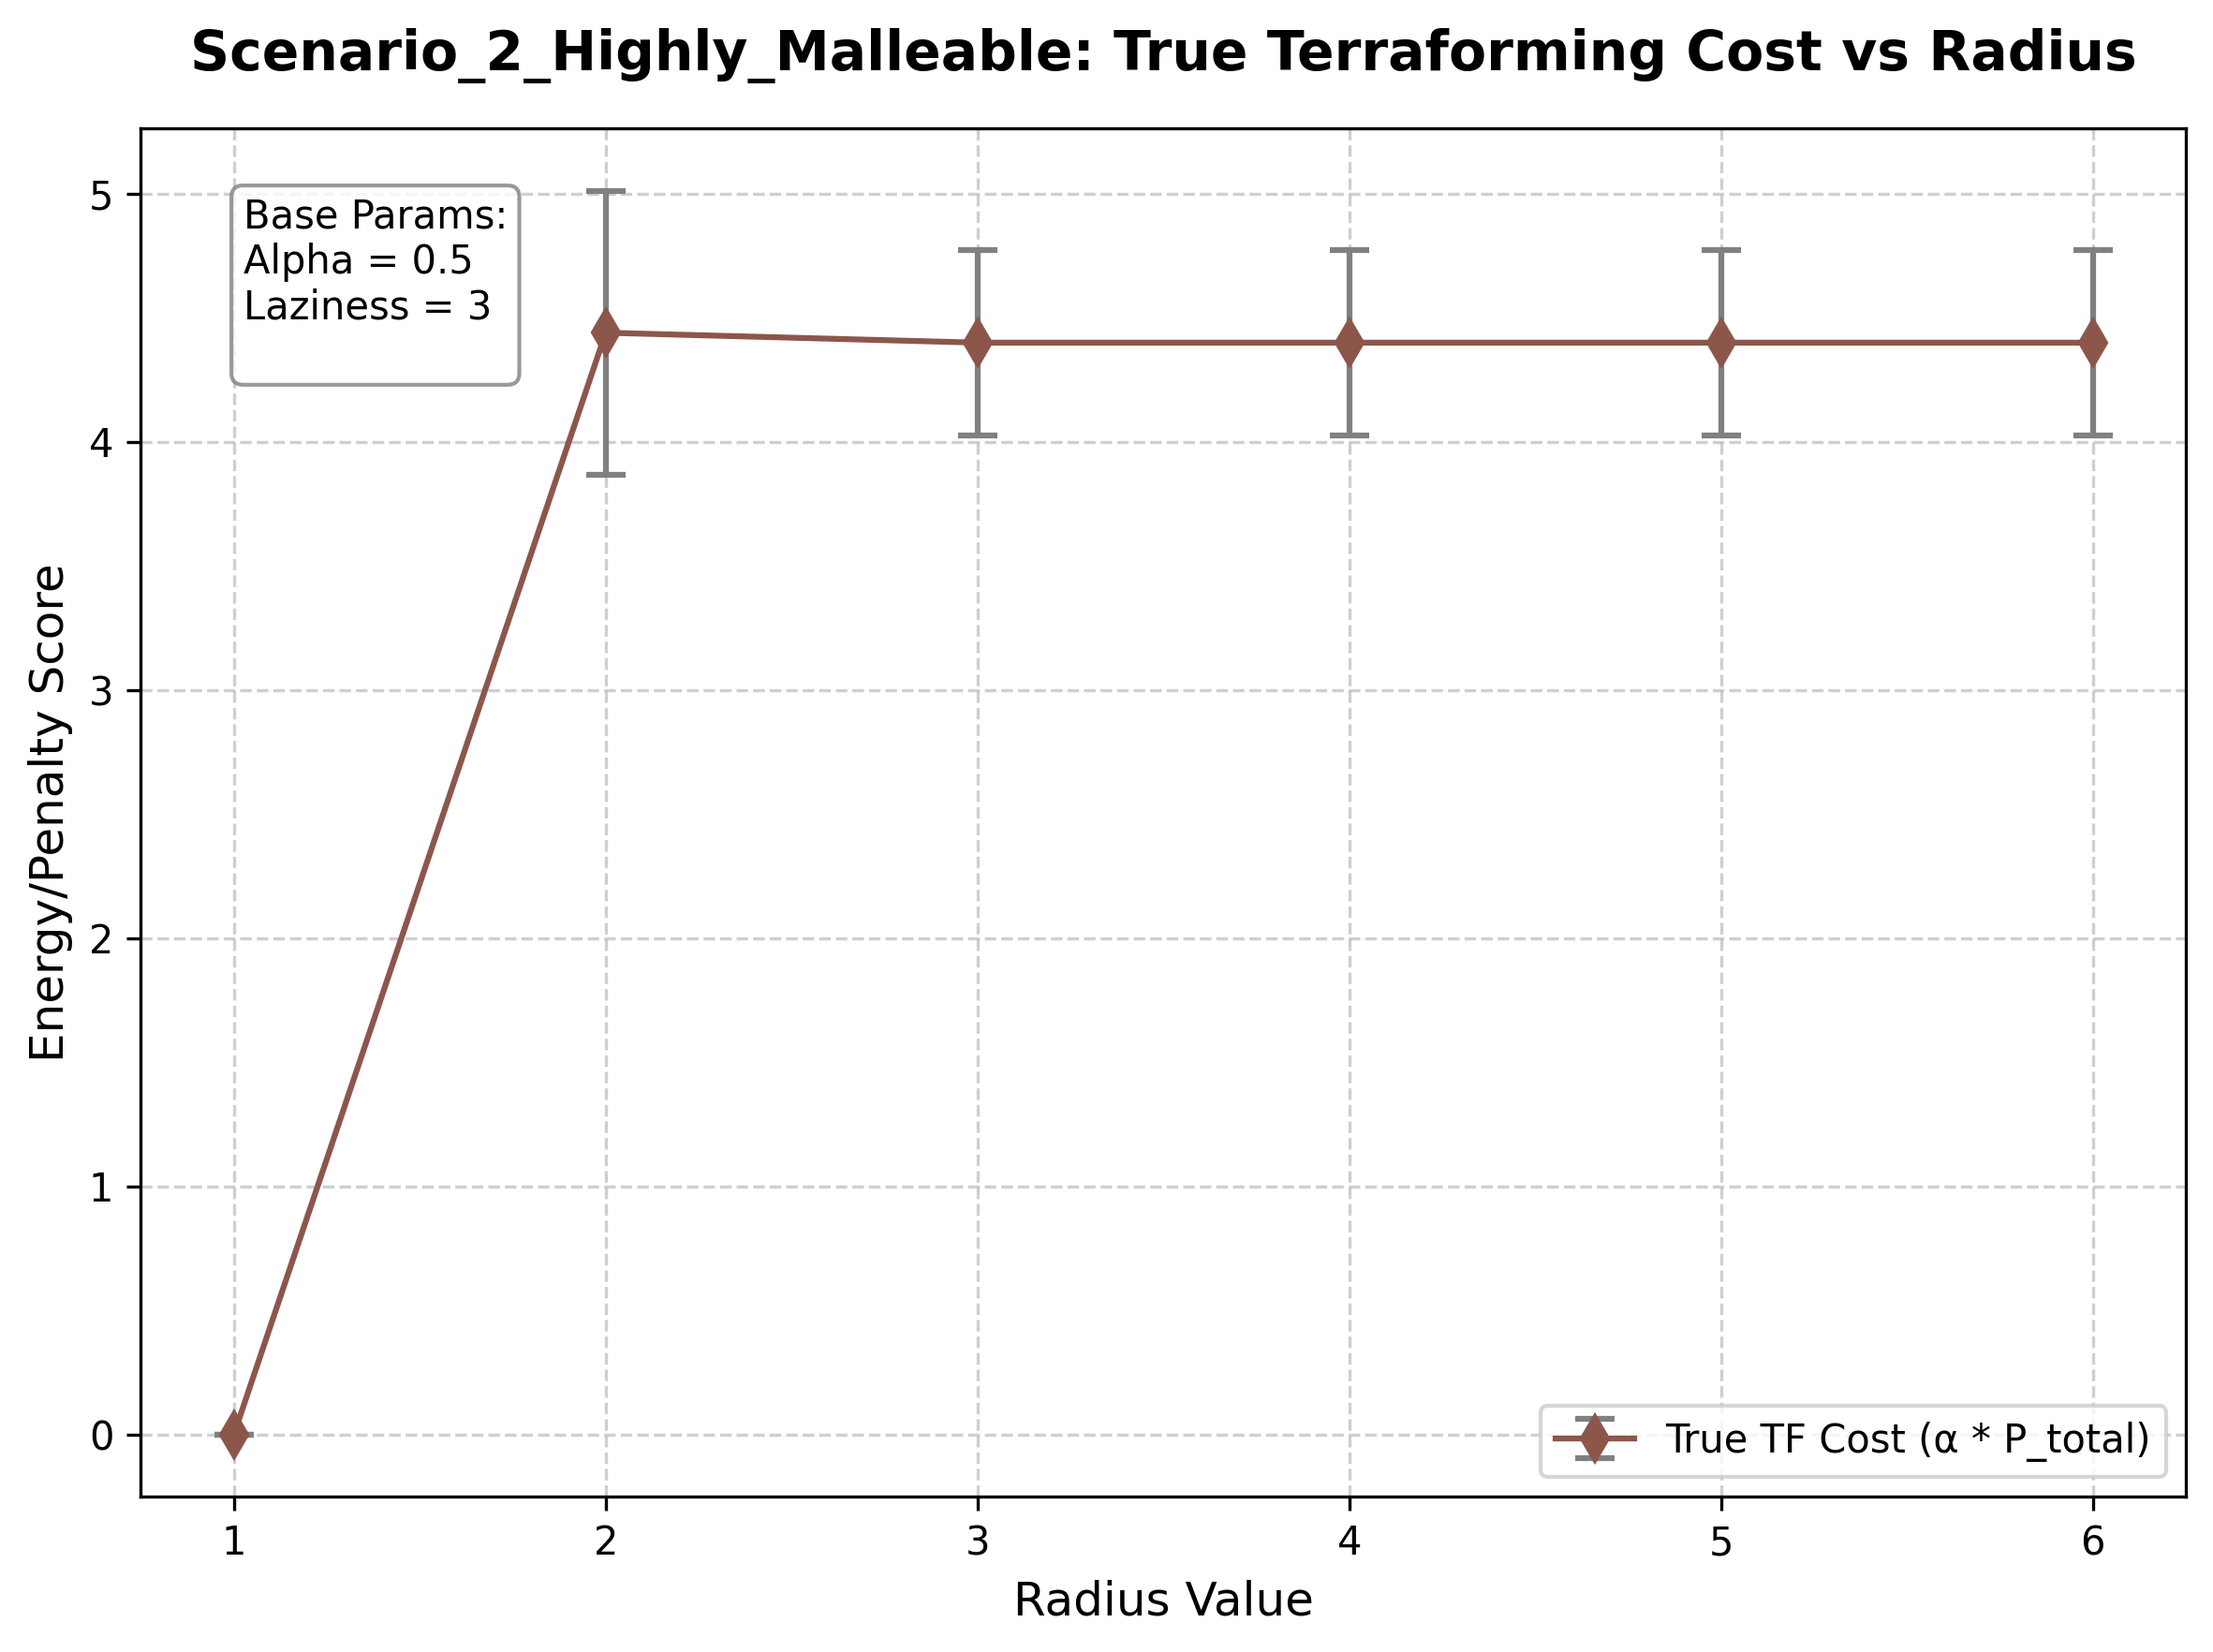 Scenario_2_Highly_Malleable: True Terraforming Cost vs Radius
Energy/Penalty Score
5
4
3
2
1
0
Base Params:
Alpha = 0.5
Laziness = 3
True TF Cost (α * P_total)
1 2 3 4 5 6
Radius Value